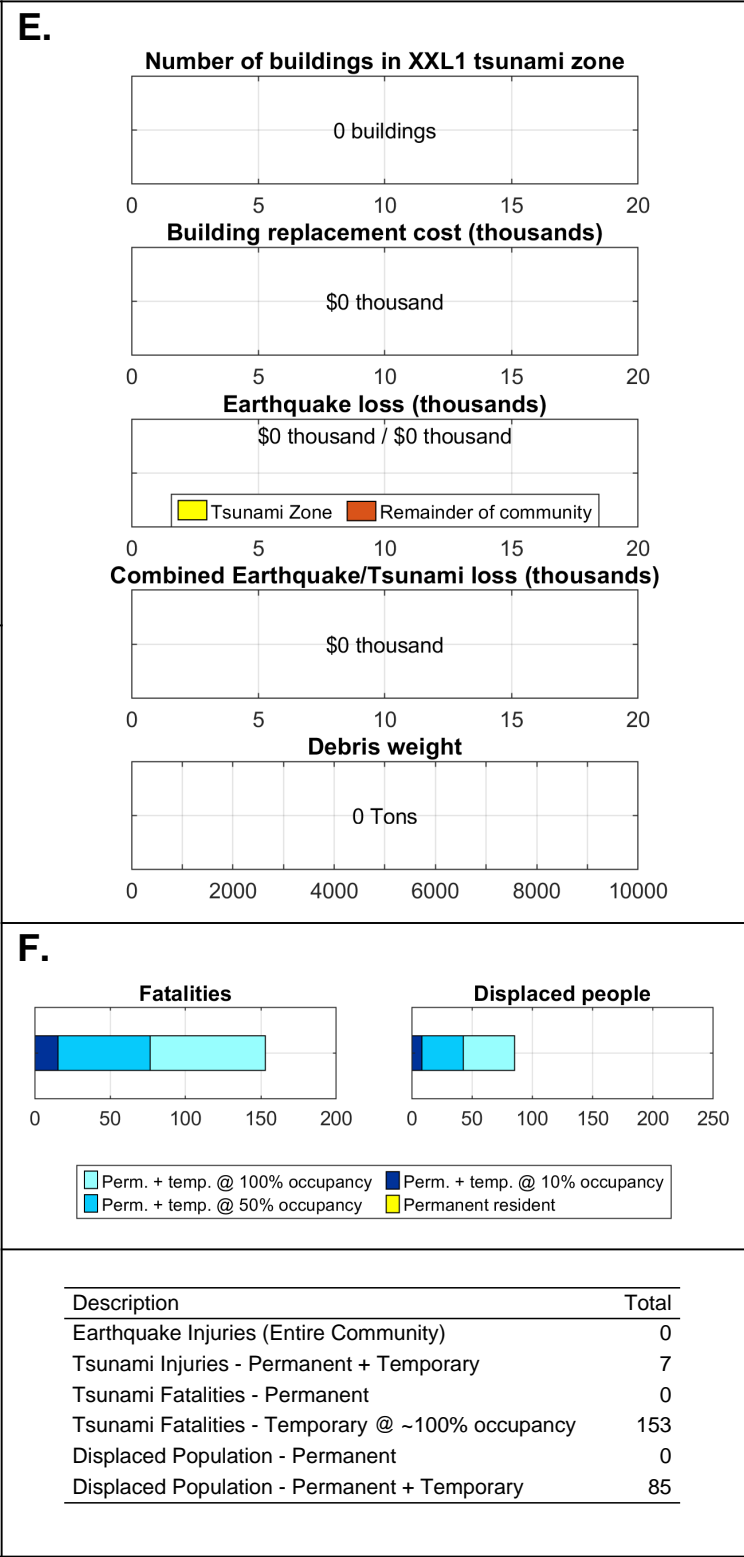 E.
Number of buildings in XXL1 tsunami zone
0 buildings
0 5 10 15 20
Building replacement cost (thousands)
$0 thousand
0 5 10 15 20
Earthquake loss (thousands)
$0 thousand / $0 thousand
Tsunami Zone Remainder of community
0 5 10 15 20
Combined Earthquake/Tsunami loss (thousands)
$0 thousand
0 5 10 15 20
Debris weight
0 Tons
0 2000 4000 6000 8000 10000
F.
Fatalities Displaced people
0 50 100 150 200 0 50 100 150 200 250
Perm. + temp. @ 100% occupancy Perm. + temp. @ 10% occupancy
Perm. + temp. @ 50% occupancy Permanent resident
Description Total
Earthquake Injuries (Entire Community) 0
Tsunami Injuries - Permanent + Temporary 7
Tsunami Fatalities - Permanent 0
Tsunami Fatalities - Temporary @ ~100% occupancy 153
Displaced Population - Permanent 0
Displaced Population - Permanent + Temporary 85